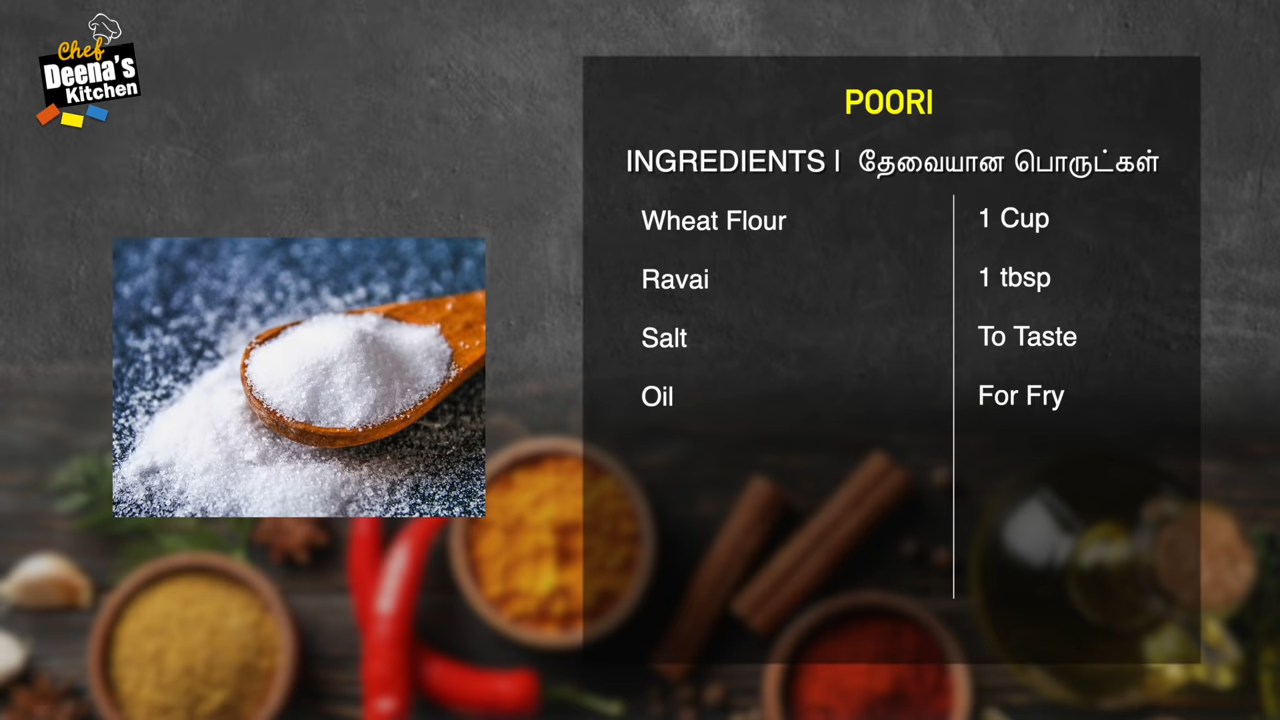 Chef
Deena's
Kitchen
POORI
INGREDIENTS | தேவையான பொருட்கள்
Wheat Flour 1 Cup
Ravai 1 tbsp
Salt To Taste
Oil For Fry